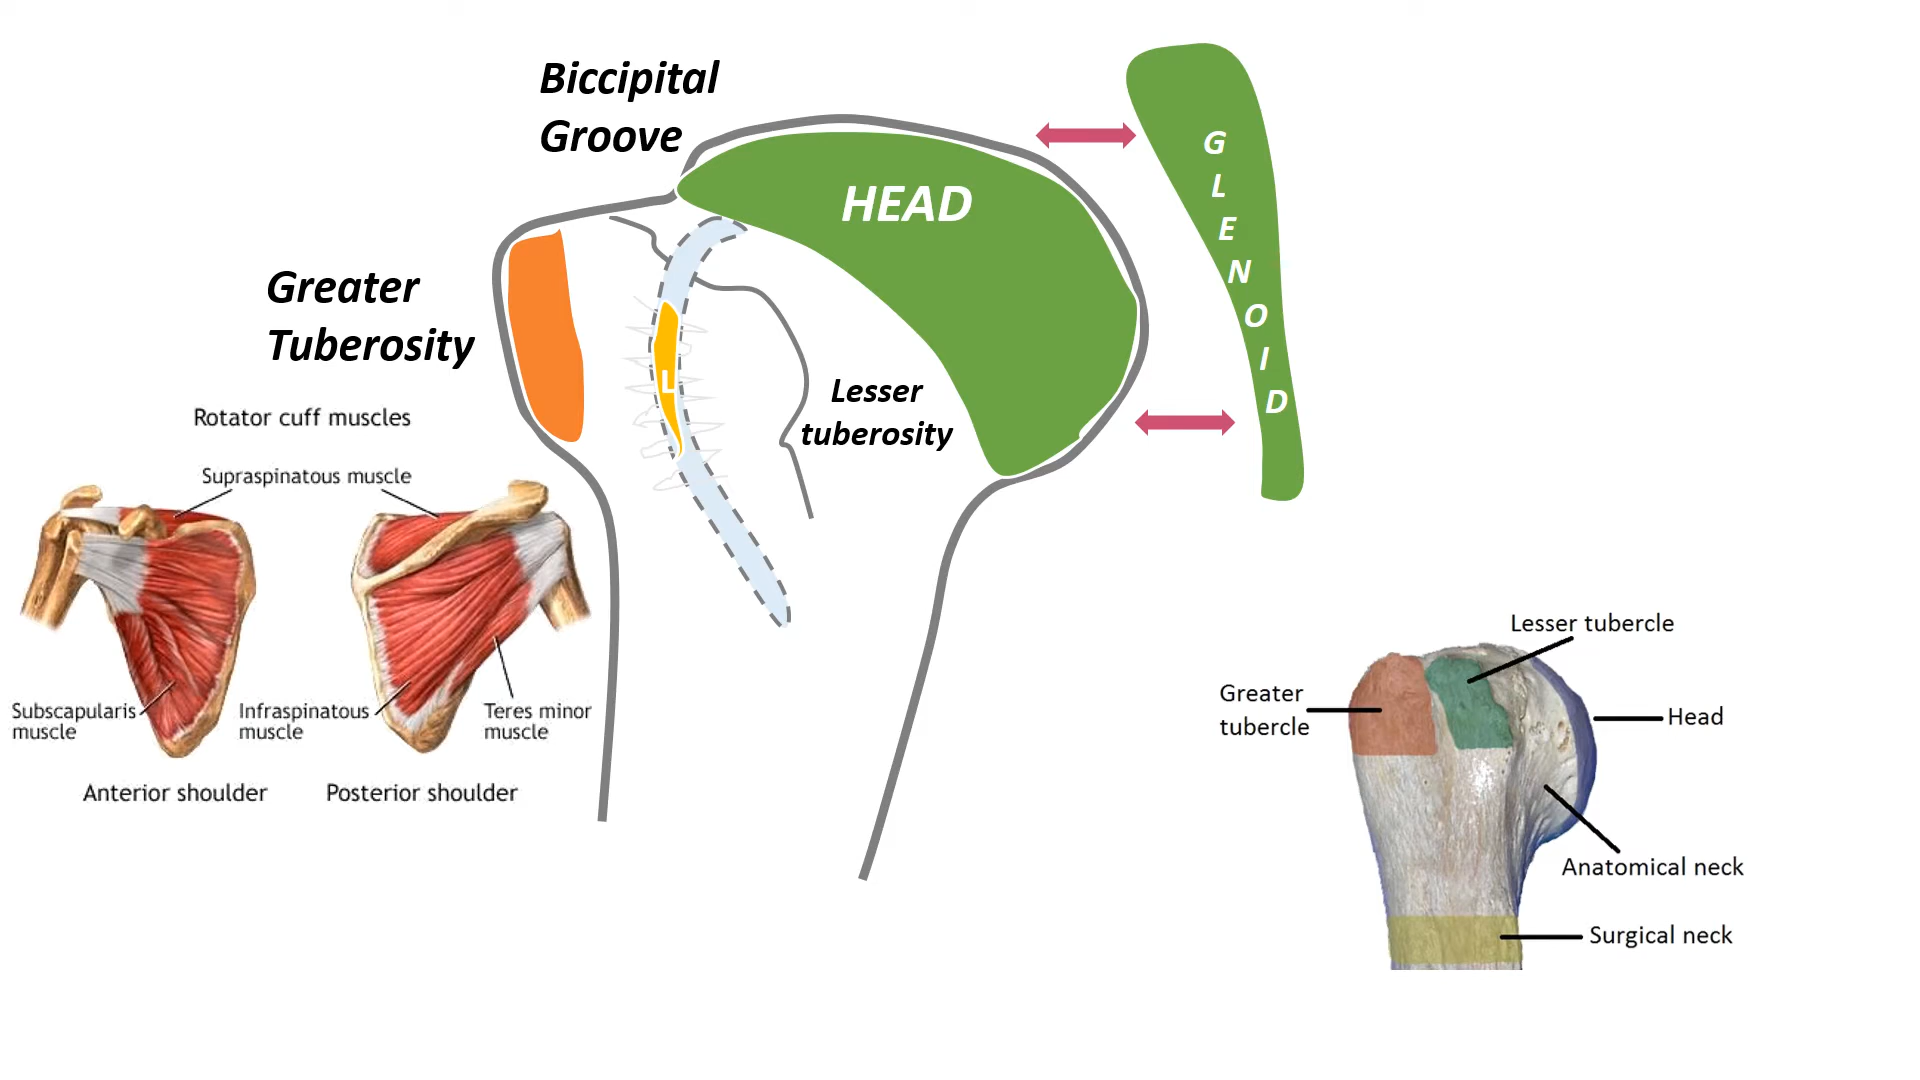 Biccipital
Groove
HEAD
G
L
E
N
O
I
D
Greater
Tuberosity
L
Lesser
tuberosity
Rotator cuff muscles
Supraspinatous muscle
Subscapularis
muscle
Infraspinatous
muscle
Teres minor
muscle
Anterior shoulder
Posterior shoulder
Lesser tubercle
Greater
tubercle
Head
Anatomical neck
Surgical neck